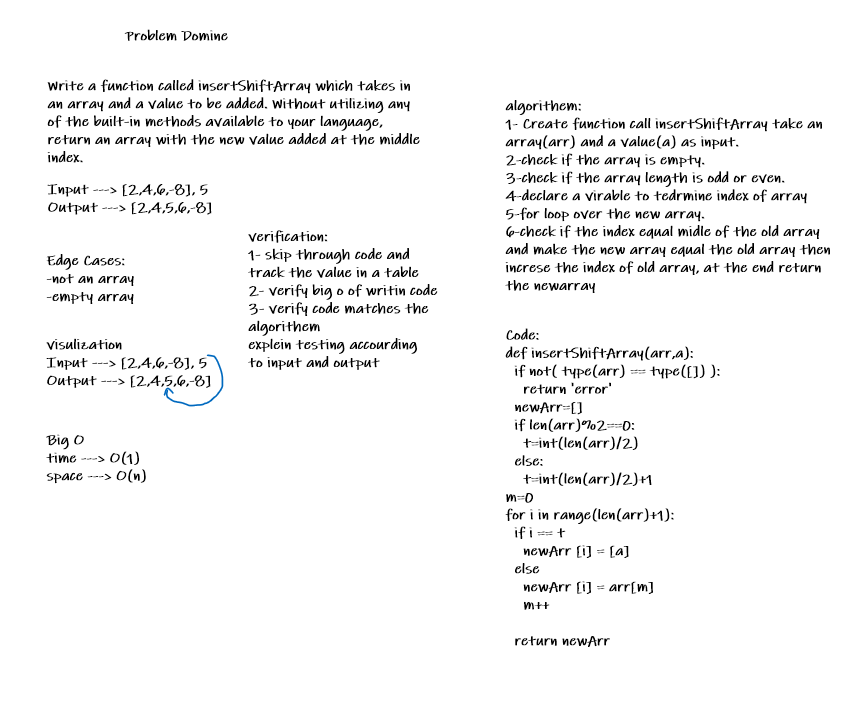 Problem Domine
Write a function called insertShiftArray which takes in
an array and a value to be added. Without utilizing any
of the built-in methods available to your language,
return an array with the new value added at the middle
index.
Input ---> [2,4,6,-8], 5
Output ---> [2,4,5,6,-8]
Edge Cases:
-not an array
-empty array
visulization
Input ---> [2,4,6,-8], 5
Output ---> [2,4,5,6,-8]
Big O
time ---> O(1)
space ---> O(n)
verification:
1- skip through code and
track the value in a table
2- verify big o of writin code
3- verify code matches the
algorithem
explein testing accourding
to input and output
algorithem:
1- Create function call insertShiftArray take an
array(arr) and a value(a) as input.
2-check if the array is empty.
3-check if the array length is odd or even.
4-declare a virable to tedrmine index of array
5-for loop over the new array.
6-check if the index equal midle of the old array
and make the new array equal the old array then
increse the index of old array, at the end return
the newarray
Code:
def insertShiftArray(arr,a):
if not( type(arr) == type([]) ):
return 'error'
newArr=[]
if len(arr)%2==0:
t=int(len(arr)/2)
else:
t=int(len(arr)/2)+1
m=0
for i in range(len(arr)+1):
if i == t
newArr [i] = [a]
else
newArr [i] = arr[m]
m++
return newArr